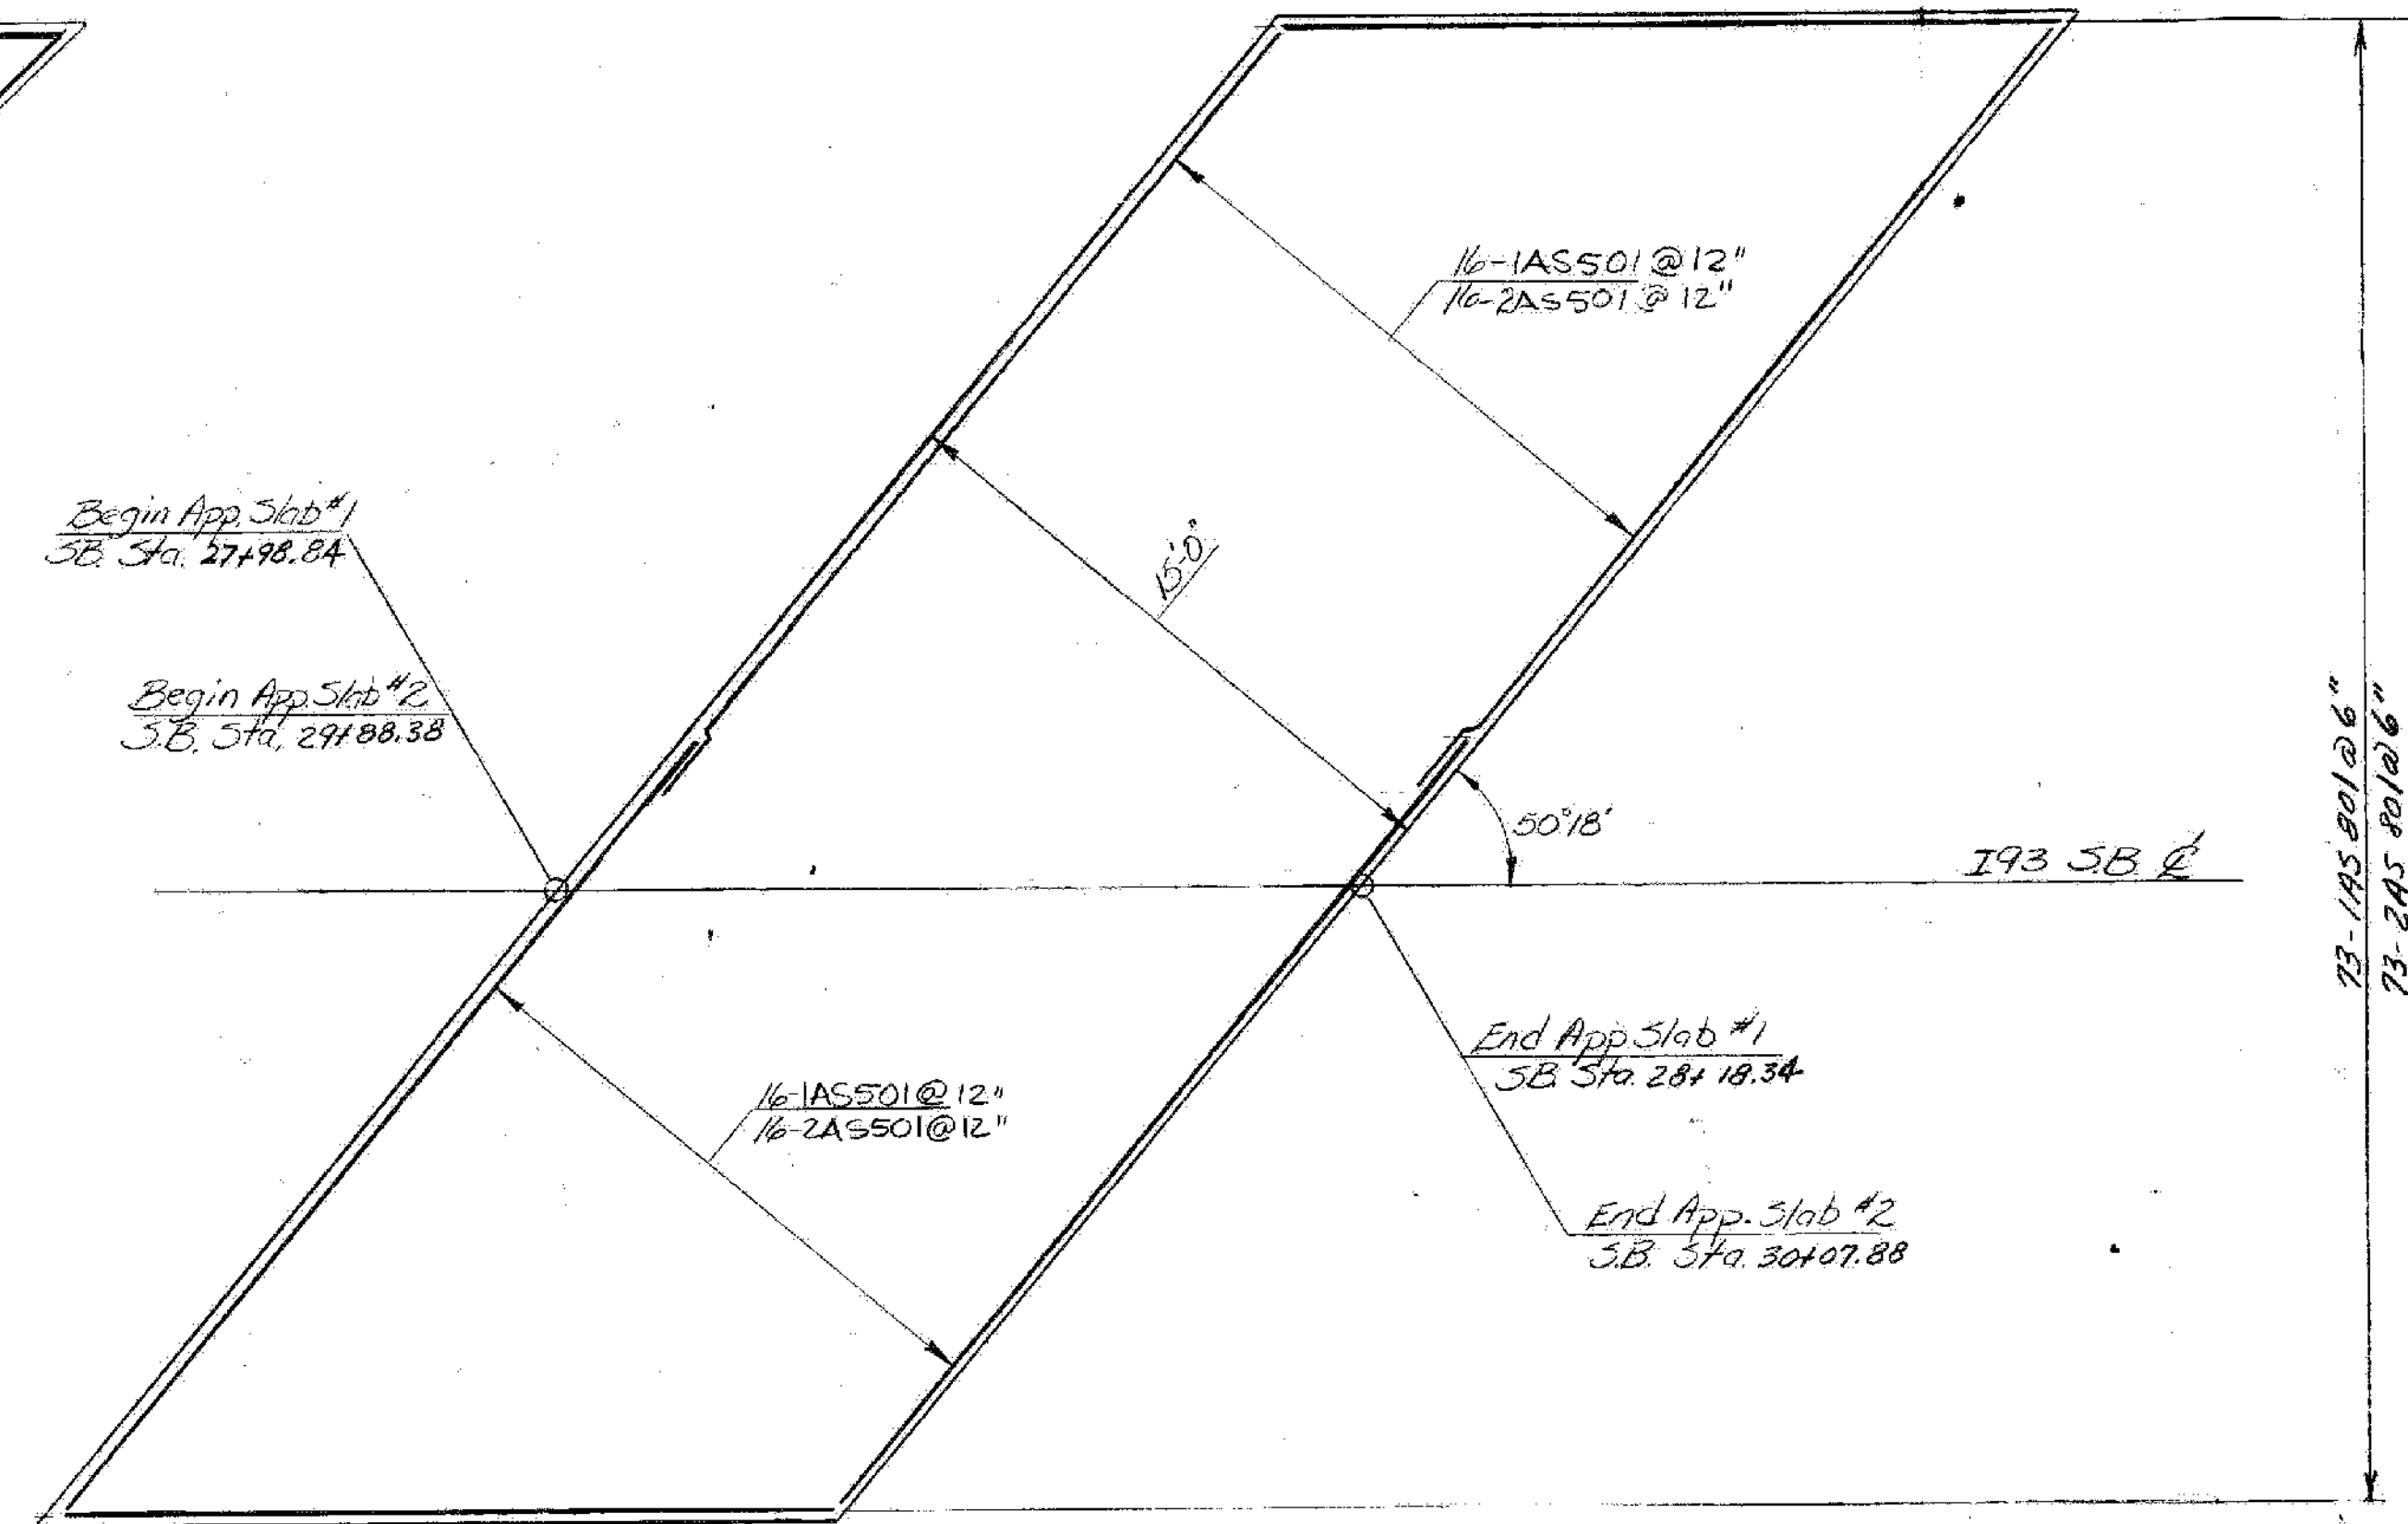 16-1AS501@12"
16-2AS501@12"
15'-0"
Begin App. Slab #1
S.B. Sta. 27+98.84
Begin App. Slab #2
S.B. Sta. 29+88.38
50°18'
I93 S.B. ℄
73-1AS801@6"
73-2AS801@6"
End App. Slab #1
S.B. Sta. 28+18.34
16-1AS501@12"
16-2AS501@12"
End App. Slab #2
S.B. Sta. 30+07.88